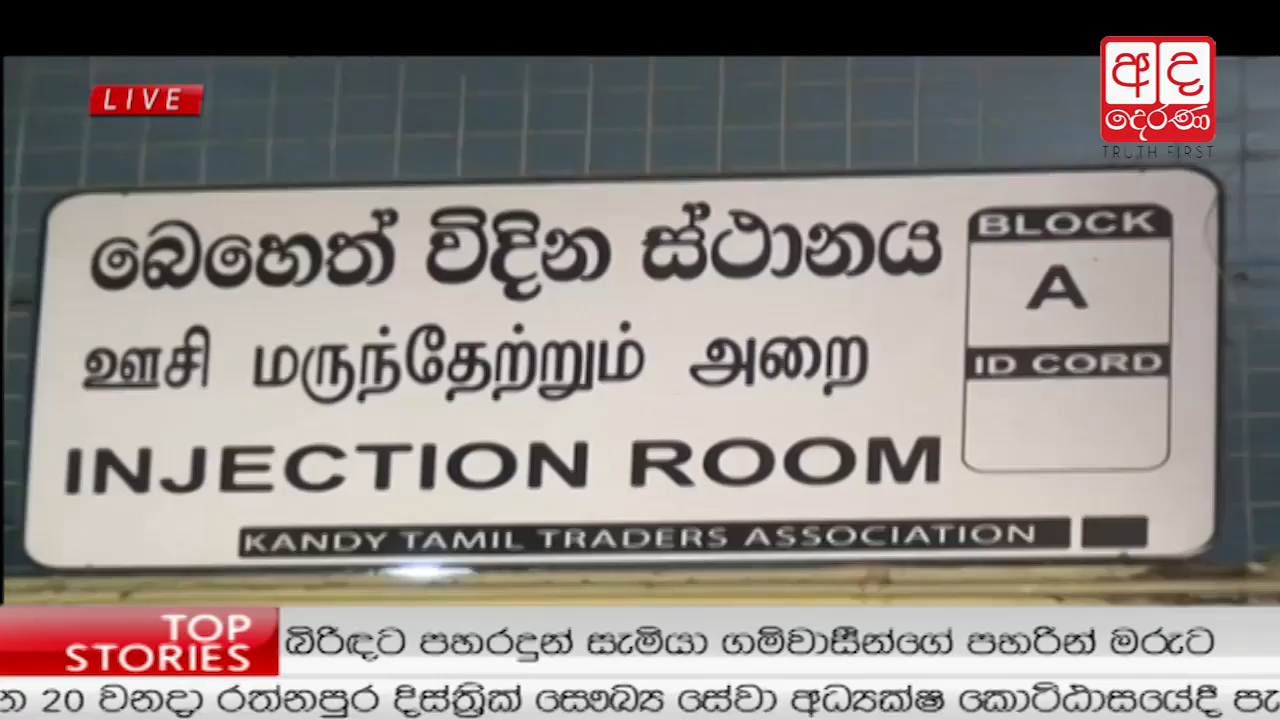 LIVE
අද
දෙරණ
TRUTH FIRST
බෙහෙත් විදින ස්ථානය
ஊசி மருந்தேற்றும் அறை
INJECTION ROOM
BLOCK
A
ID CORD
KANDY TAMIL TRADERS ASSOCIATION
TOP
STORIES
බිරිඳට පහරදුන් සැමියා ගම්වාසීන්ගේ පහරින් මරුට
න 20 වනදා රත්නපුර දිස්ත්‍රික් සෞඛ්‍ය සේවා අධ්‍යක්ෂ කොට්ඨාසයේදී පැ